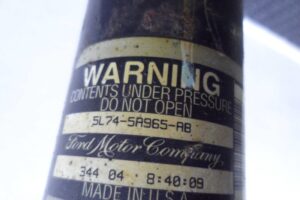 WARNING
CONTENTS UNDER PRESSURE
DO NOT OPEN
5L74-5A965-AB
Ford Motor Company,
344 04 8:40:09
MADE IN U.S.A.